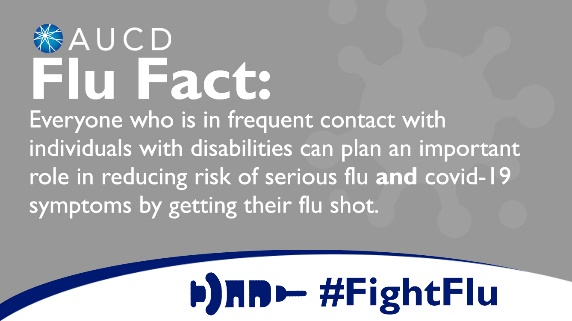 AUCD
Flu Fact:
Everyone who is in frequent contact with
individuals with disabilities can plan an important
role in reducing risk of serious flu and covid-19
symptoms by getting their flu shot.
#FightFlu